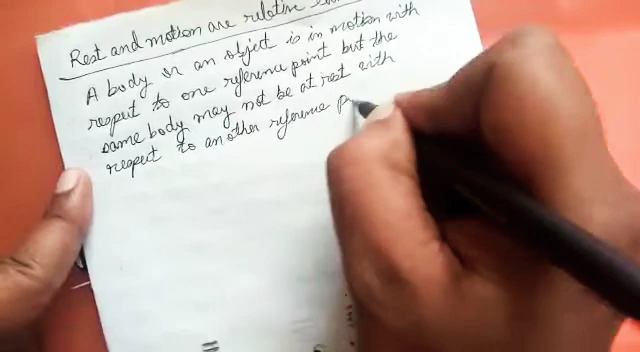 Rest and motion are relative
A body or an object is in motion with
respect to one reference point but the
same body may not be at rest with
respect to another reference p